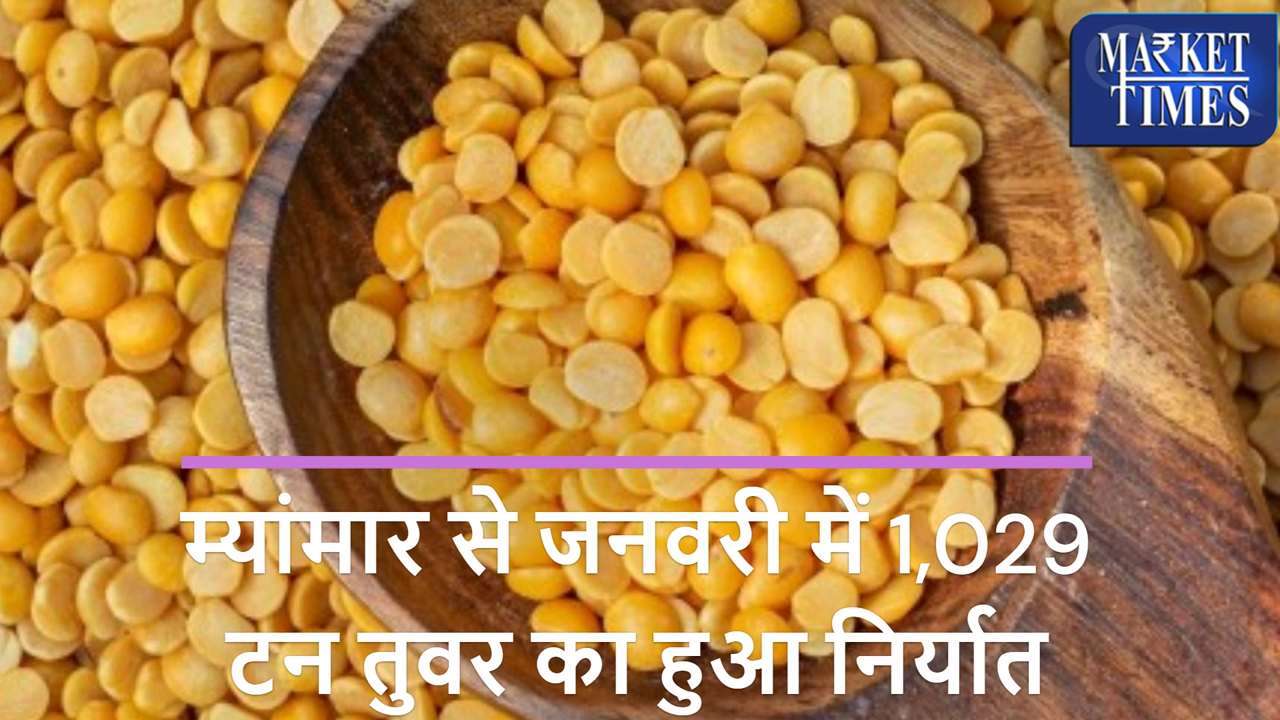 MA₹KET
TIMES
म्यांमार से जनवरी में 1,029
टन तुवर का हुआ निर्यात